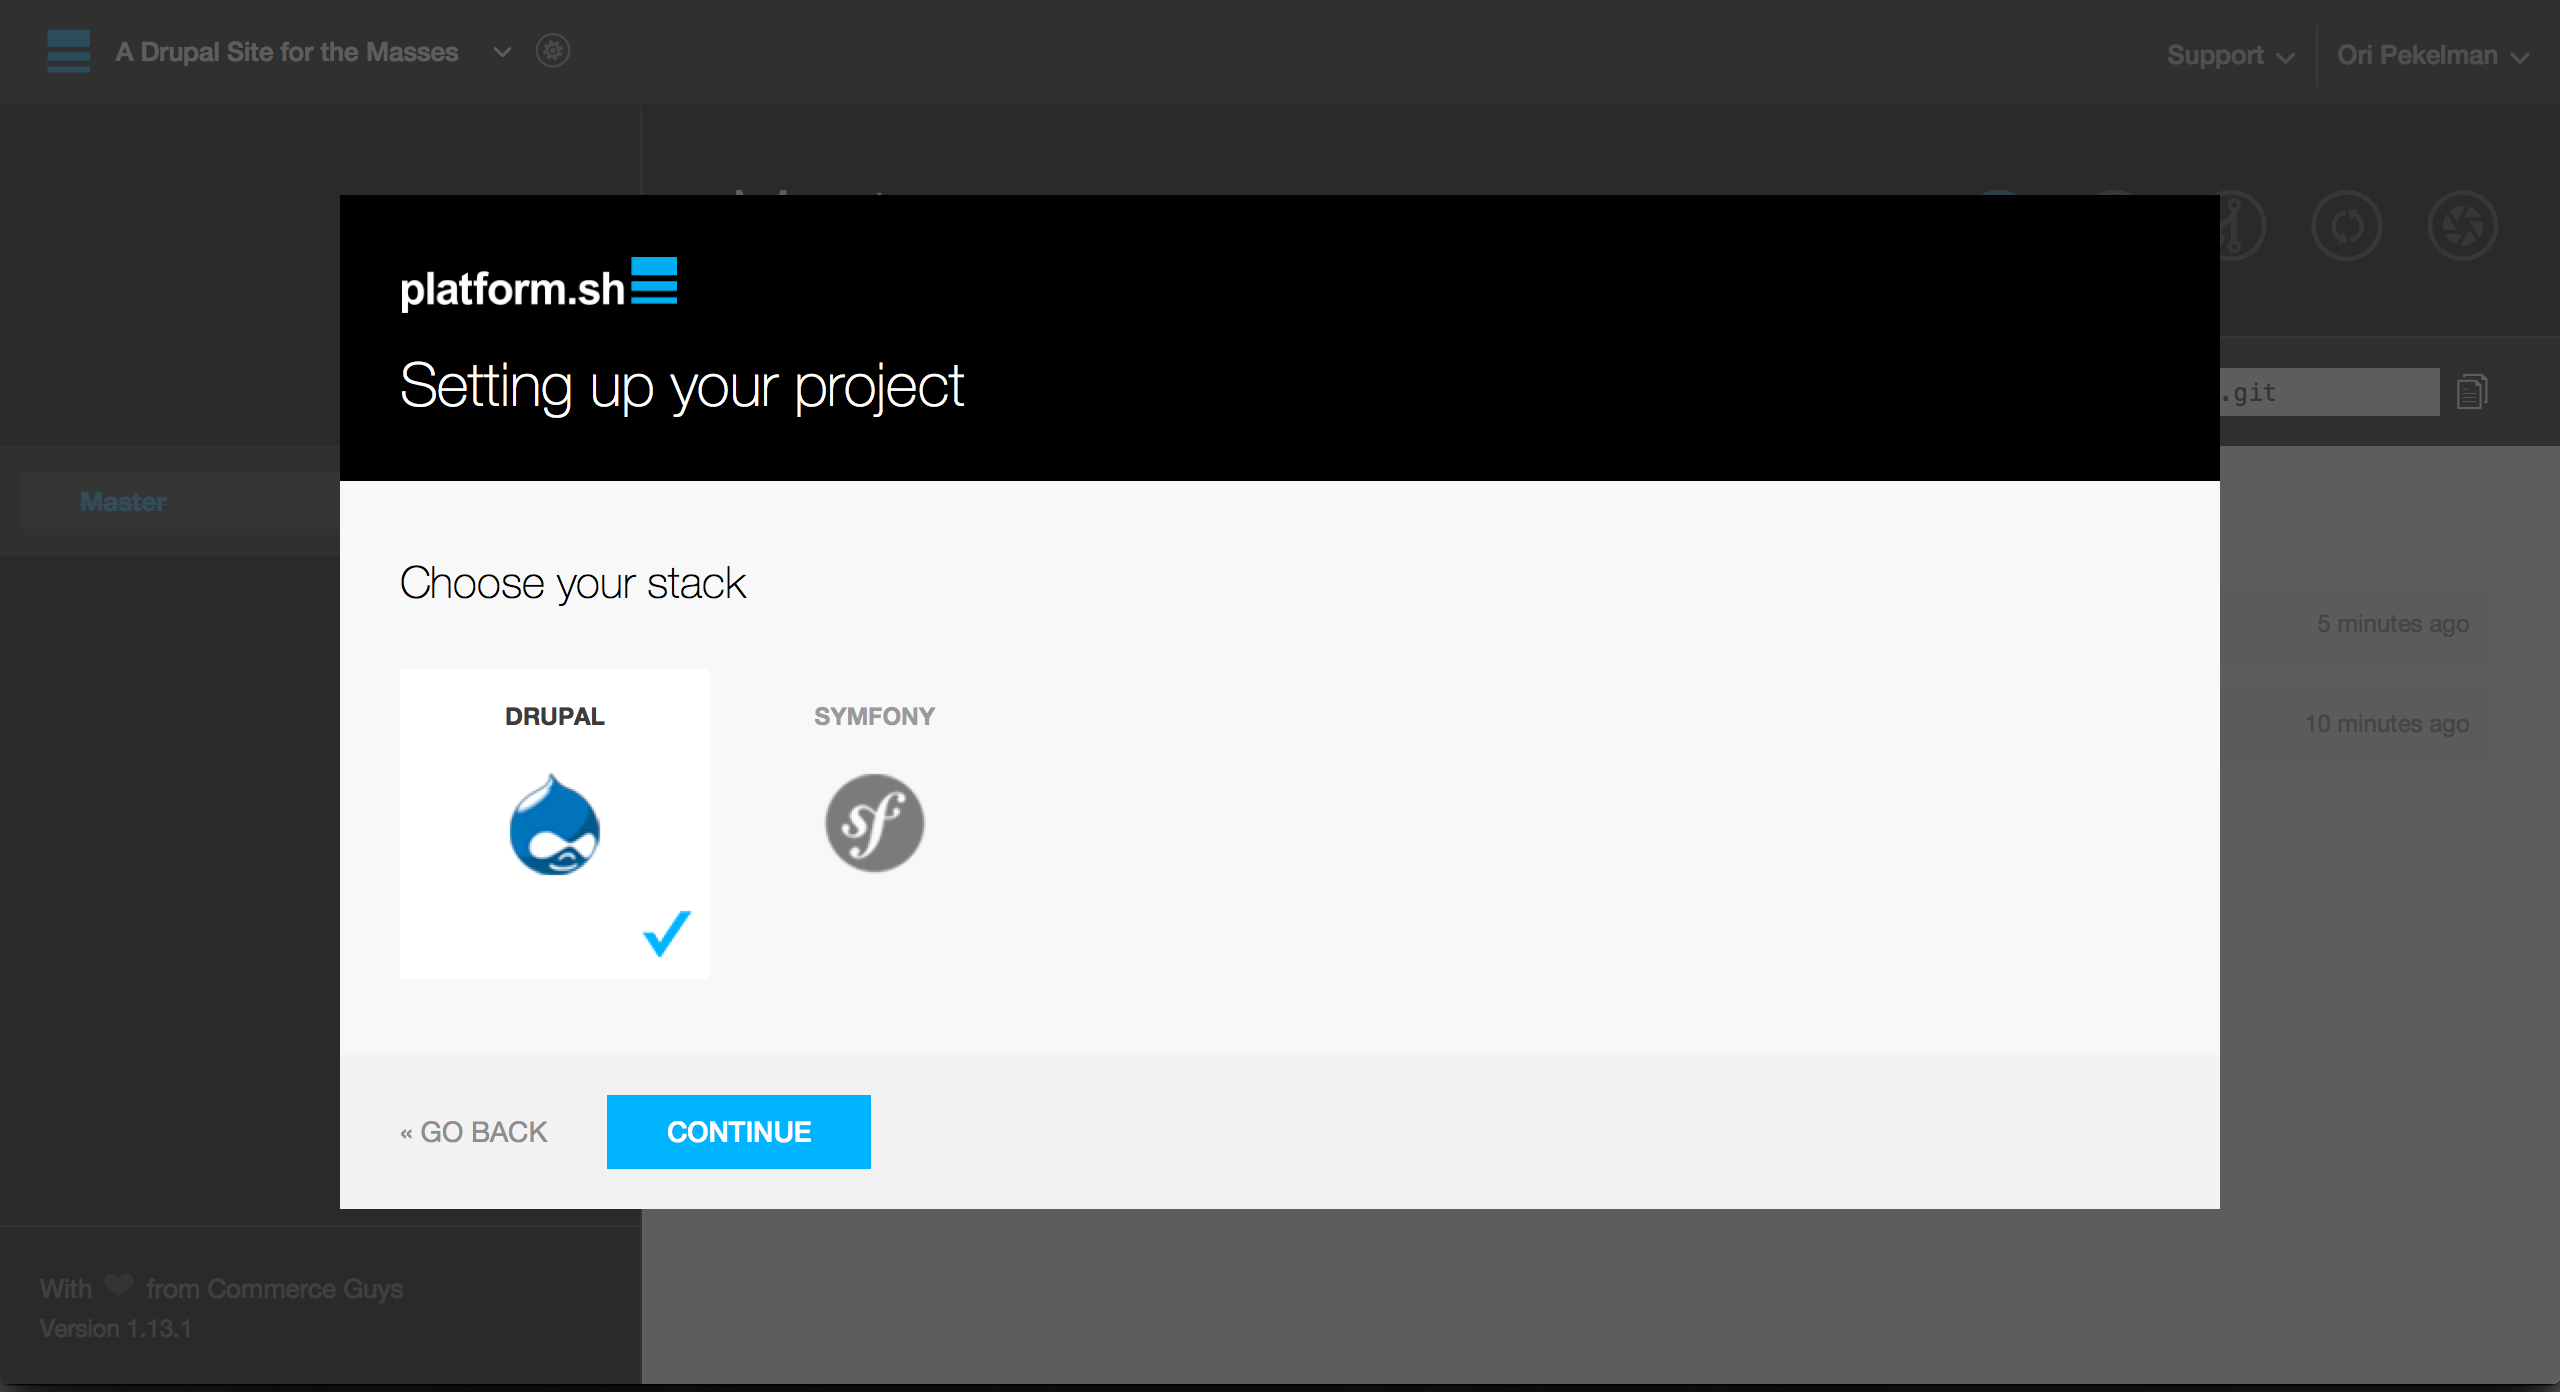 A Drupal Site for the Masses
Support
Ori Pekelman
platform.sh
Setting up your project
.git
Master
Choose your stack
5 minutes ago
DRUPAL
SYMFONY
10 minutes ago
sf
« GO BACK
CONTINUE
With ❤ from Commerce Guys
Version 1.13.1